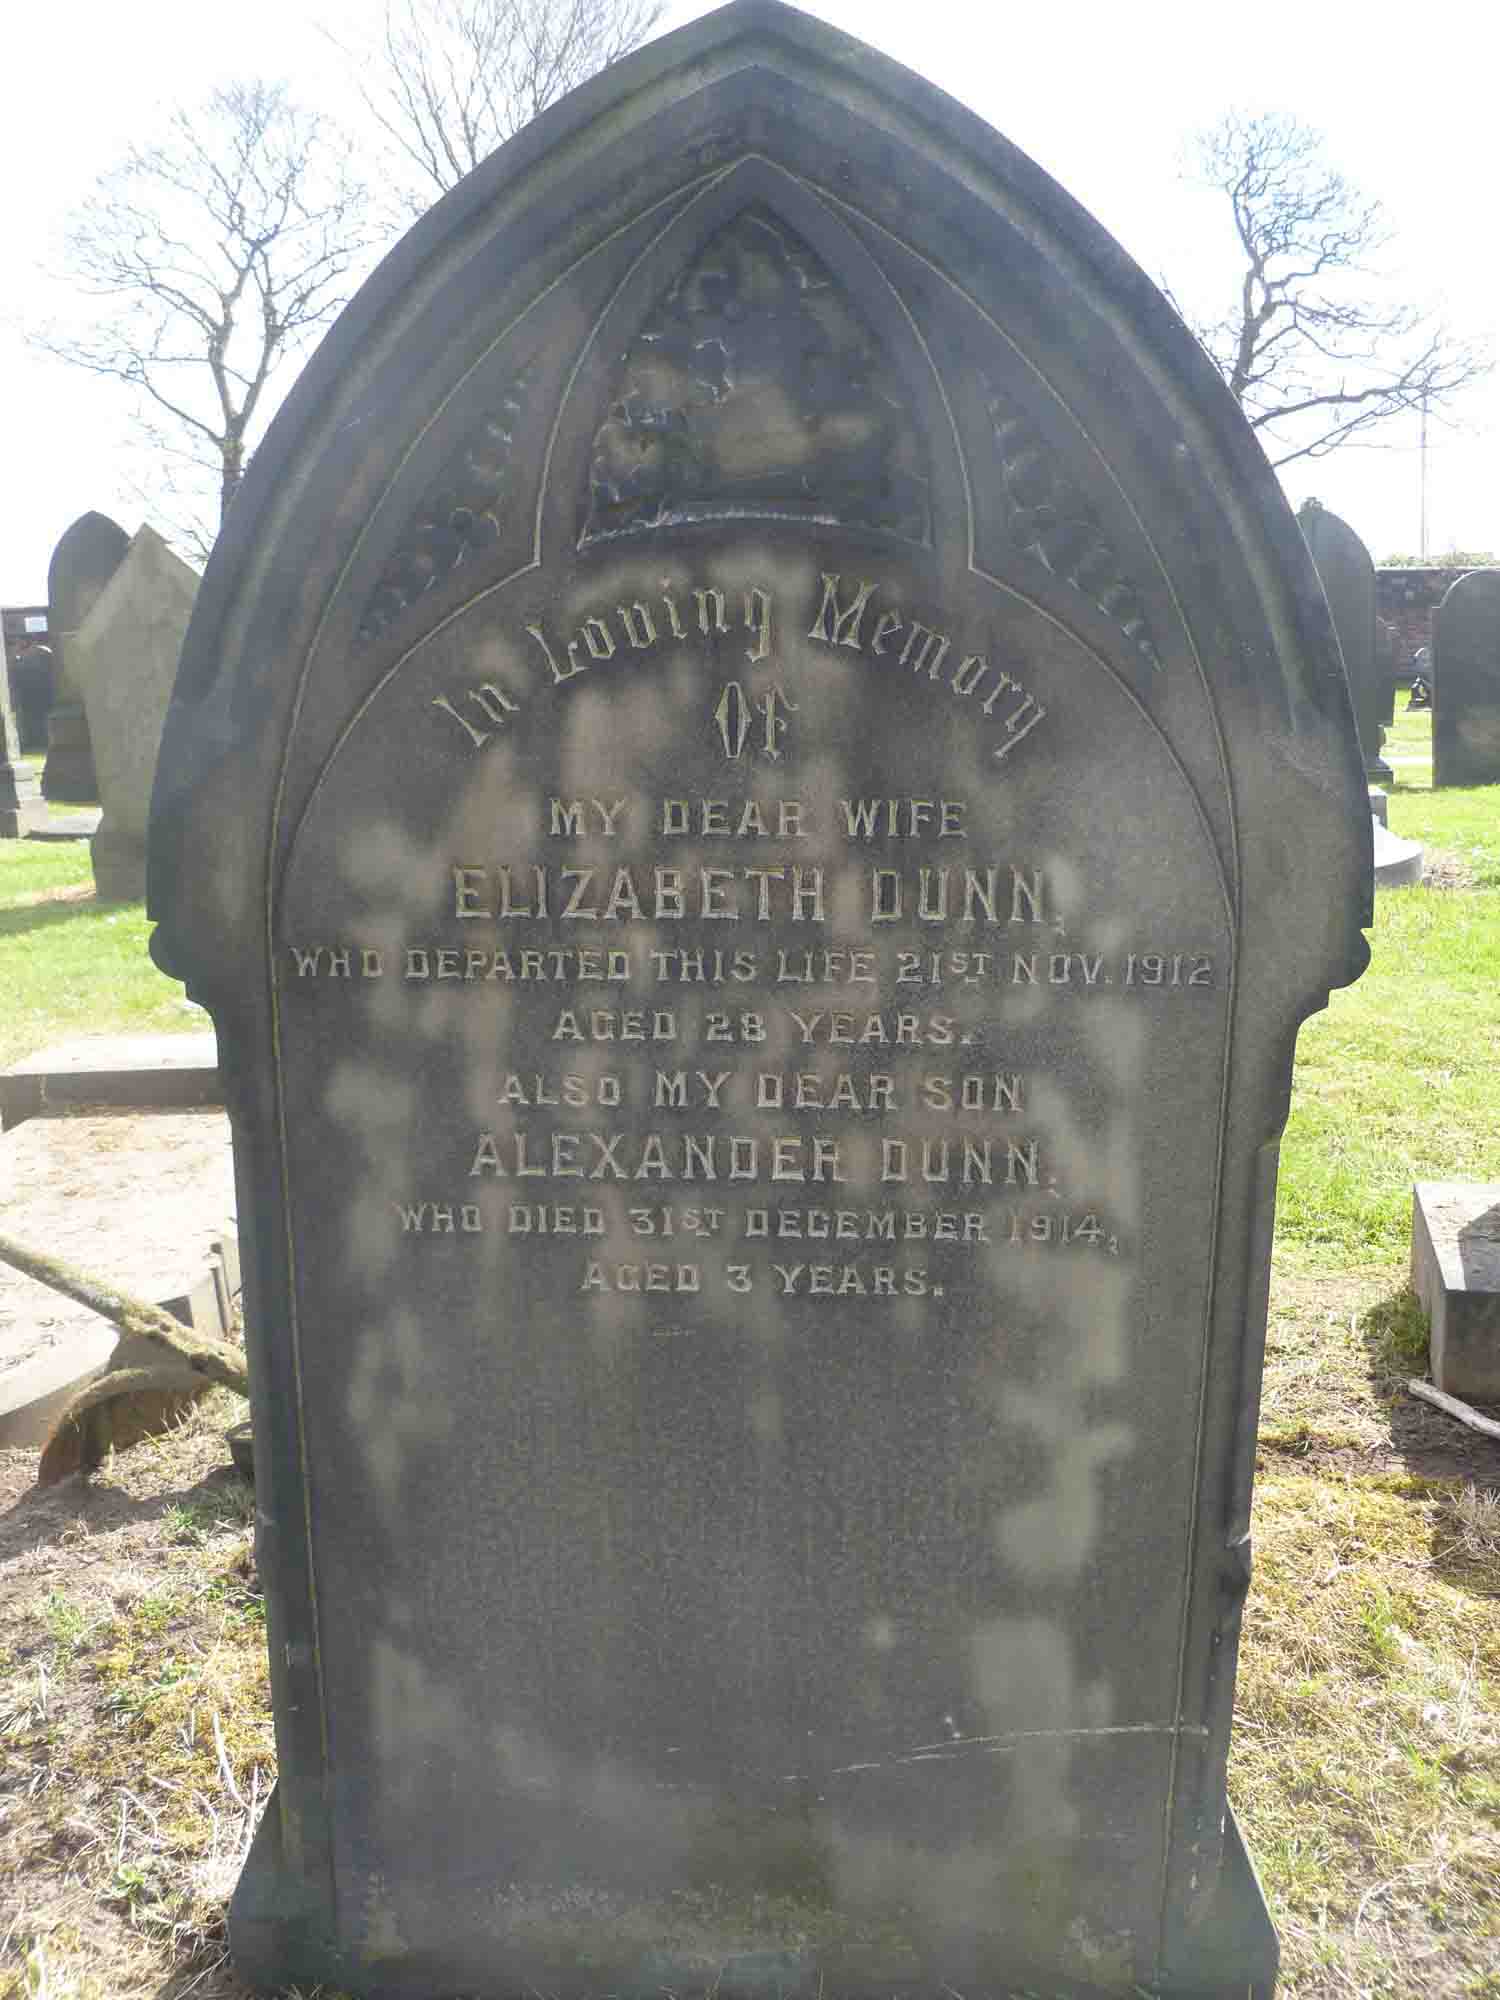 In Loving Memory
Of
MY DEAR WIFE
ELIZABETH DUNN,
WHO DEPARTED THIS LIFE 21ST NOV. 1912
AGED 28 YEARS.
ALSO MY DEAR SON
ALEXANDER DUNN,
WHO DIED 31ST DECEMBER 1914,
AGED 3 YEARS.